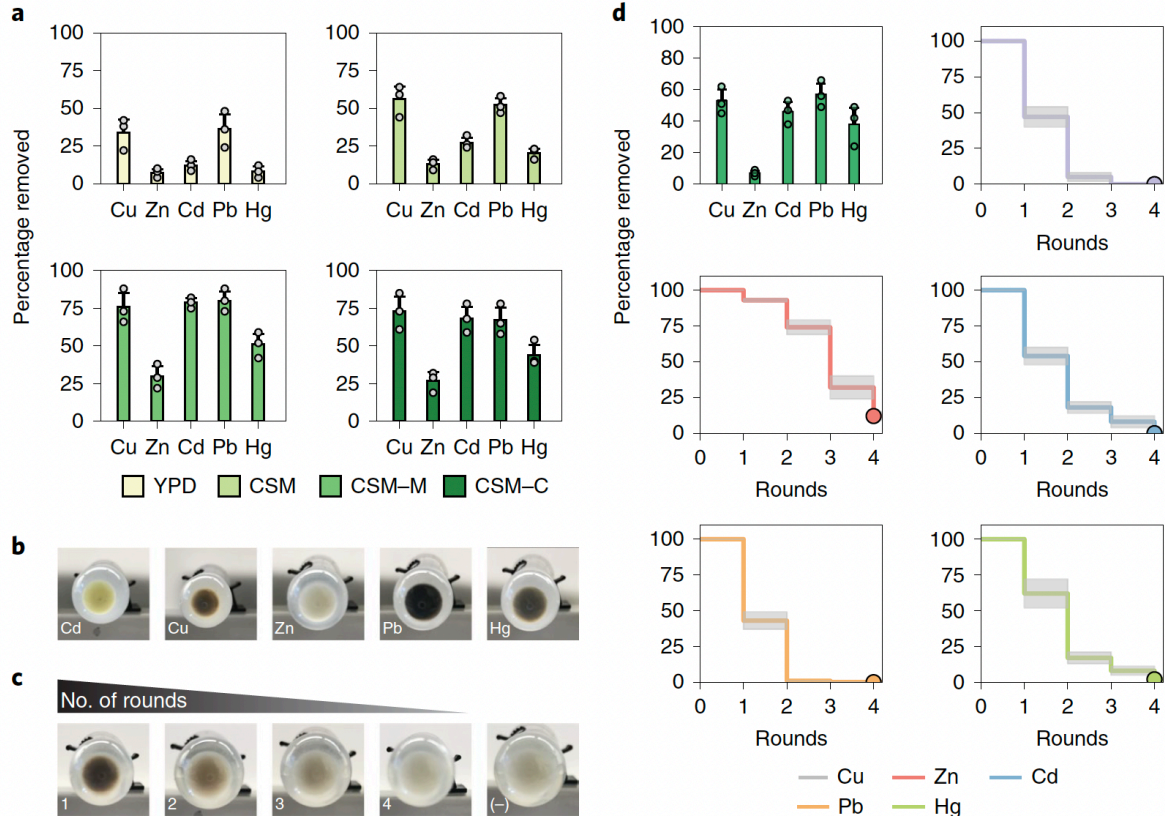 a
Percentage removed
100
75
50
25
0
Cu Zn Cd Pb Hg
100
75
50
25
0
Cu Zn Cd Pb Hg
100
75
50
25
0
Cu Zn Cd Pb Hg
100
75
50
25
0
Cu Zn Cd Pb Hg
YPD CSM CSM–M CSM–C
b
Cd Cu Zn Pb Hg
c
No. of rounds
1 2 3 4 (–)
d
Percentage removed
100
80
60
40
20
0
Cu Zn Cd Pb Hg
100
75
50
25
0
0 1 2 3 4
Rounds
100
75
50
25
0
0 1 2 3 4
Rounds
100
75
50
25
0
0 1 2 3 4
Rounds
100
75
50
25
0
0 1 2 3 4
Rounds
100
75
50
25
0
0 1 2 3 4
Rounds
Cu Zn Cd
Pb Hg